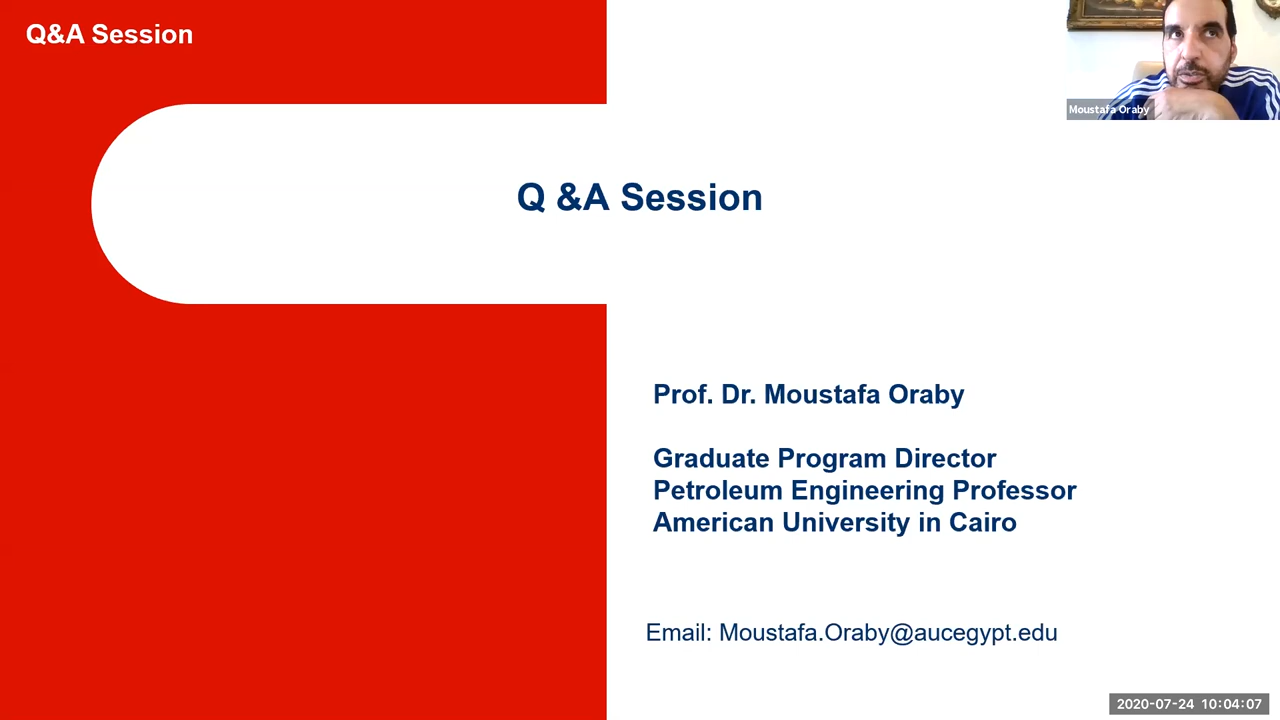 Q&A Session
Moustafa Oraby
Q &A Session
Prof. Dr. Moustafa Oraby
Graduate Program Director
Petroleum Engineering Professor
American University in Cairo
Email: Moustafa.Oraby@aucegypt.edu
2020-07-24 10:04:07